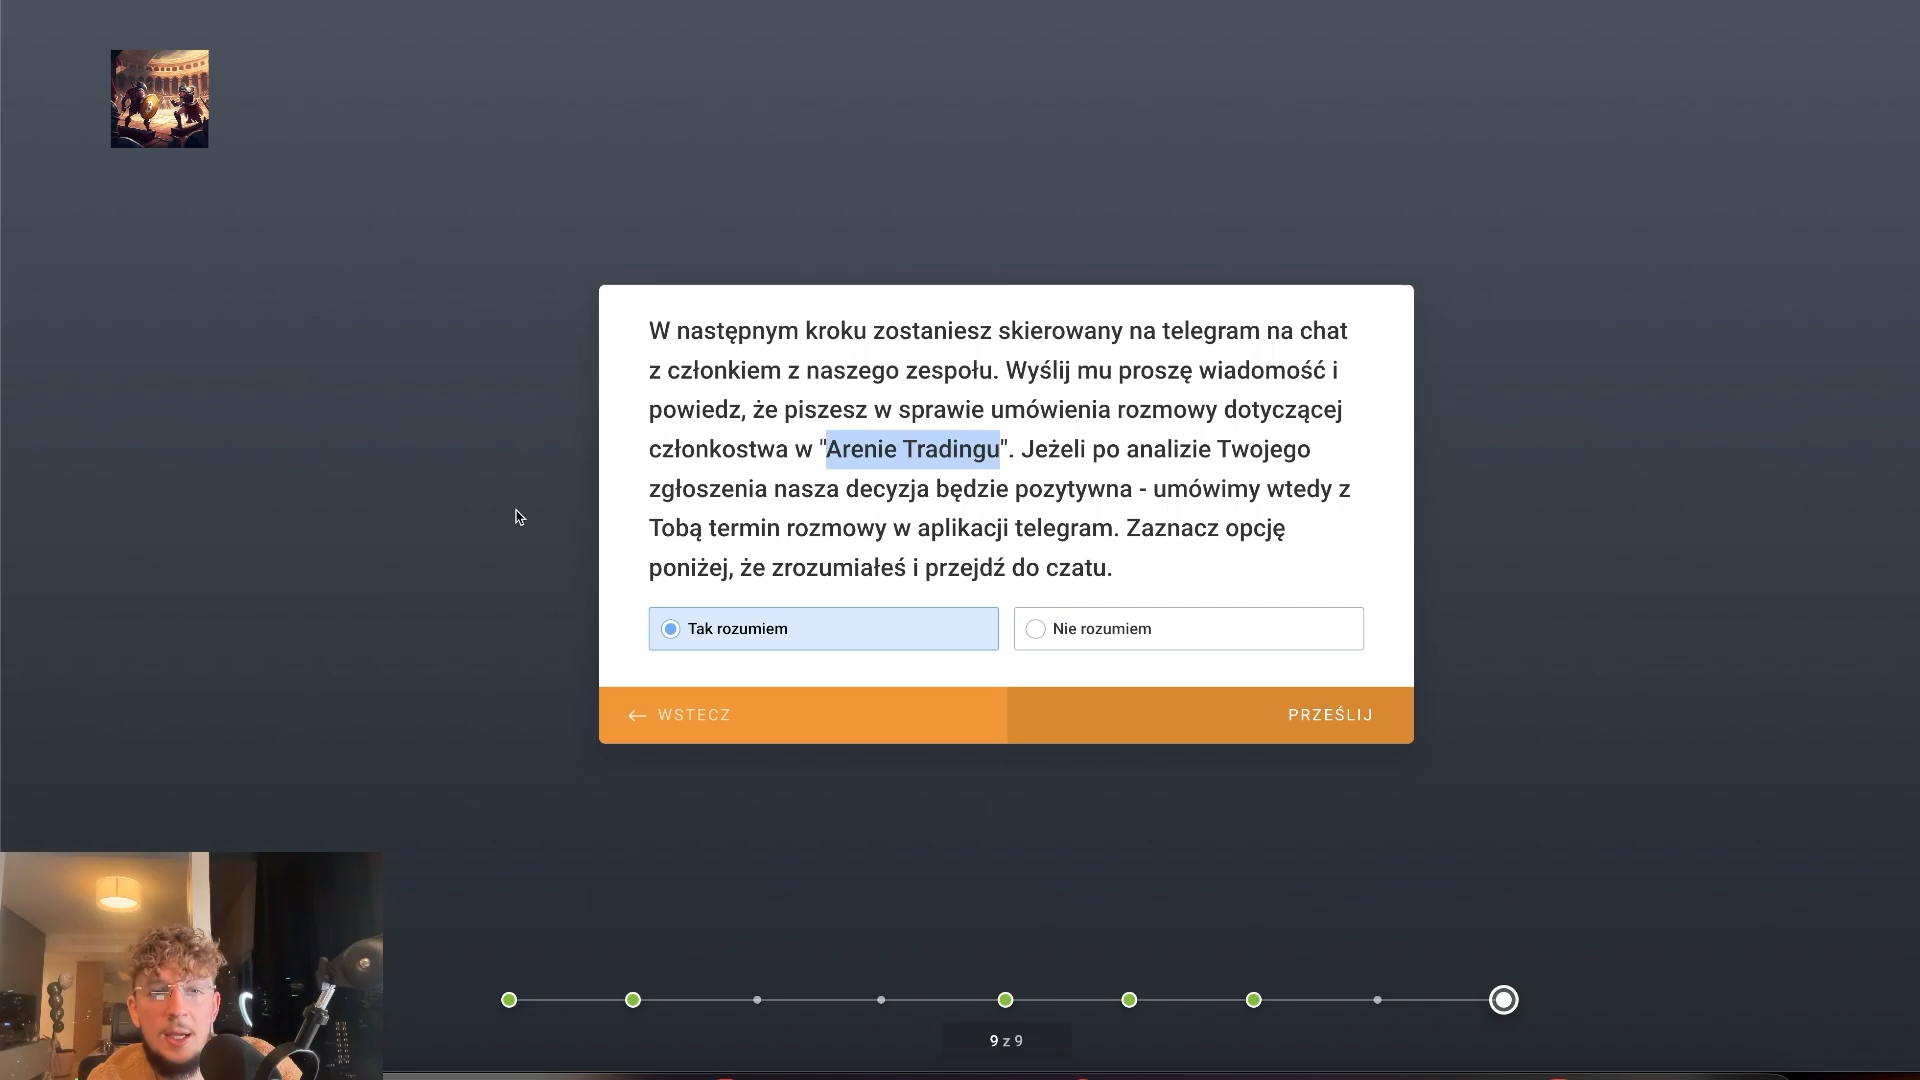 W następnym kroku zostaniesz skierowany na telegram na chat
z członkiem z naszego zespołu. Wyślij mu proszę wiadomość i
powiedz, że piszesz w sprawie umówienia rozmowy dotyczącej
członkostwa w "Arenie Tradingu". Jeżeli po analizie Twojego
zgłoszenia nasza decyzja będzie pozytywna - umówimy wtedy z
Tobą termin rozmowy w aplikacji telegram. Zaznacz opcję
poniżej, że zrozumiałeś i przejdź do czatu.
Tak rozumiem
Nie rozumiem
← WSTECZ
PRZEŚLIJ
9 z 9